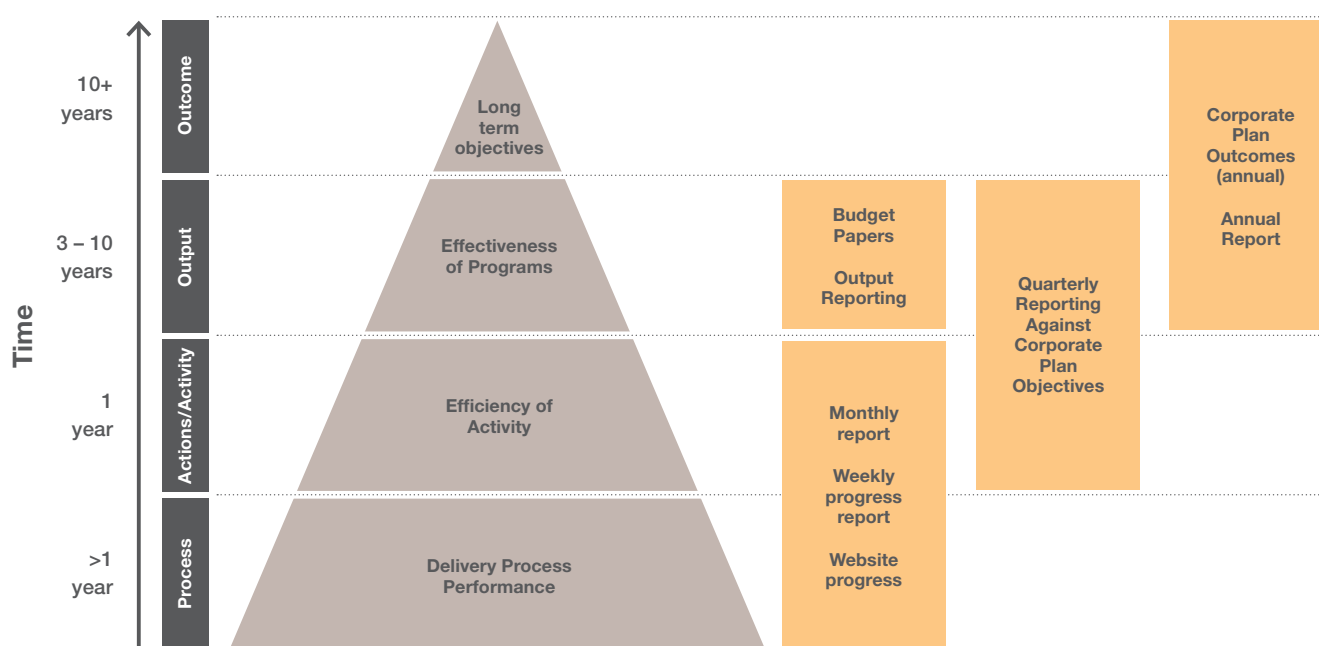 Time
10+
years
3 – 10
years
1
year
>1
year
Outcome
Output
Actions/Activity
Process
Long
term
objectives
Effectiveness
of Programs
Efficiency of
Activity
Delivery Process
Performance
Budget
Papers
Output
Reporting
Monthly
report
Weekly
progress
report
Website
progress
Quarterly
Reporting
Against
Corporate
Plan
Objectives
Corporate
Plan
Outcomes
(annual)
Annual
Report